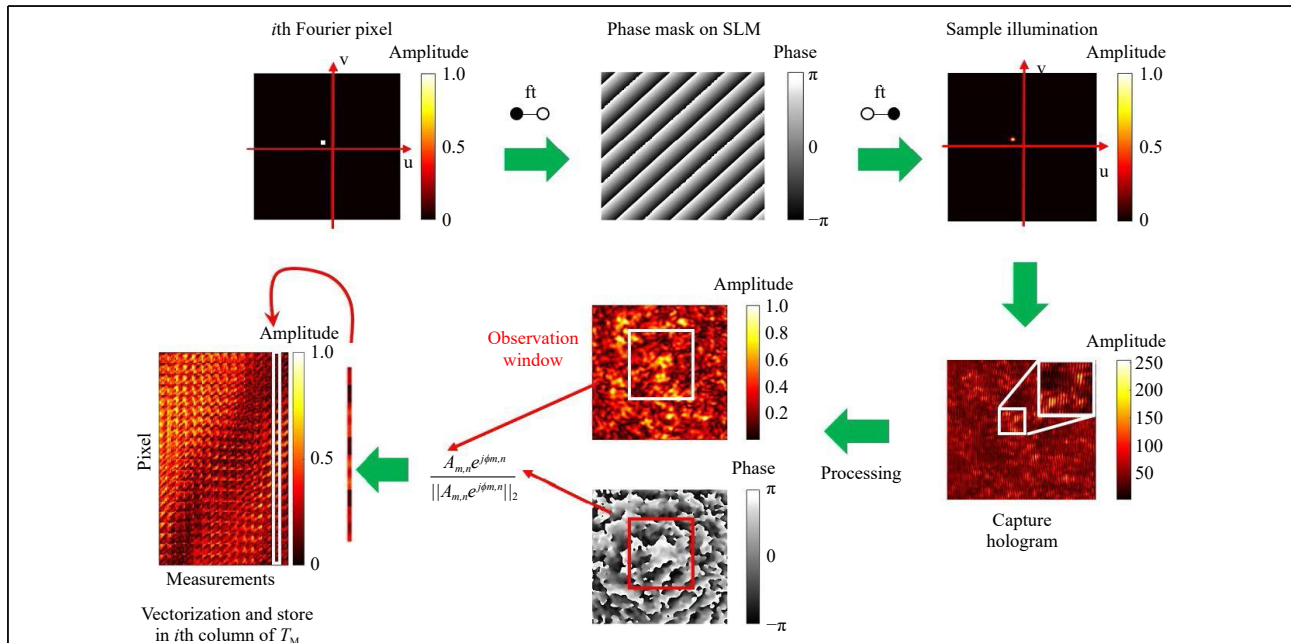 ith Fourier pixel
Amplitude
v
1.0
0.5
u
0
ft
Phase mask on SLM
Phase
π
0
−π
ft
Sample illumination
Amplitude
v
1.0
0.5
u
0
Amplitude
250
200
150
100
50
Capture
hologram
Processing
Amplitude
1.0
0.8
0.6
0.4
0.2
Observation
window
Phase
π
0
−π
A_{m,n}e^{jϕm,n}
||A_{m,n}e^{jϕm,n}||_2
Amplitude
1.0
0.5
0
Pixel
Measurements
Vectorization and store
in ith column of T_M